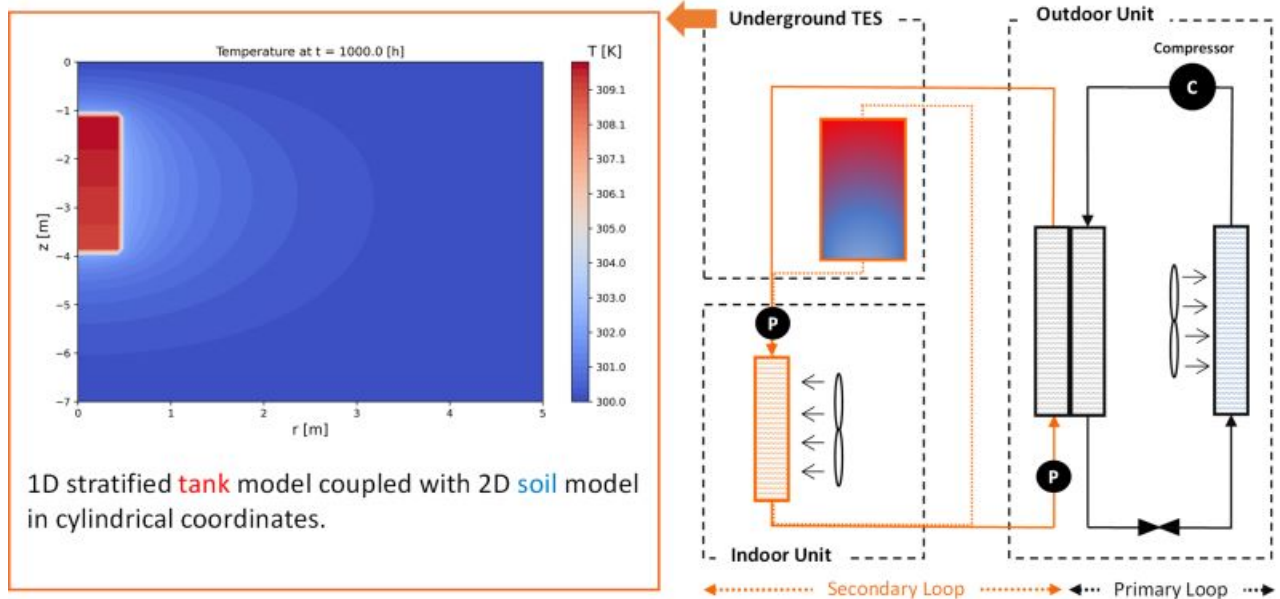 Temperature at t = 1000.0 [h]
T [K]
0
−1
−2
−3
−4
−5
−6
−7
z [m]
0
1
2
3
4
5
r [m]
309.1
308.1
307.1
306.1
305.0
304.0
303.0
302.0
301.0
300.0
1D stratified tank model coupled with 2D soil model
in cylindrical coordinates.
Underground TES
Outdoor Unit
Compressor
C
P
P
Indoor Unit
Secondary Loop
Primary Loop